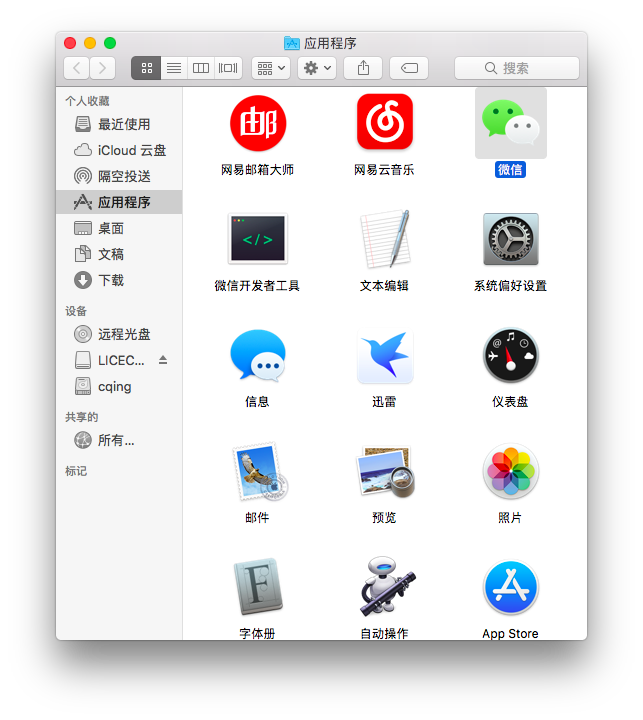 应用程序
搜索
个人收藏
最近使用
iCloud 云盘
隔空投送
应用程序
桌面
文稿
下载
设备
远程光盘
LICEC...
cqing
共享的
所有...
标记
邮
网易邮箱大师
网易云音乐
微信
</>
微信开发者工具
文本编辑
系统偏好设置
信息
迅雷
仪表盘
邮件
预览
照片
F
字体册
自动操作
App Store